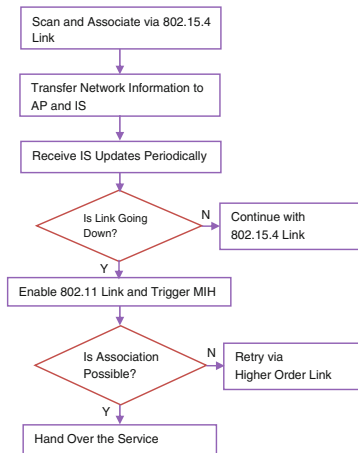 Scan and Associate via 802.15.4
Link
Transfer Network Information to
AP and IS
Receive IS Updates Periodically
Is Link Going
Down?
N
Continue with
802.15.4 Link
Y
Enable 802.11 Link and Trigger MIH
Is Association
Possible?
N
Retry via
Higher Order Link
Y
Hand Over the Service